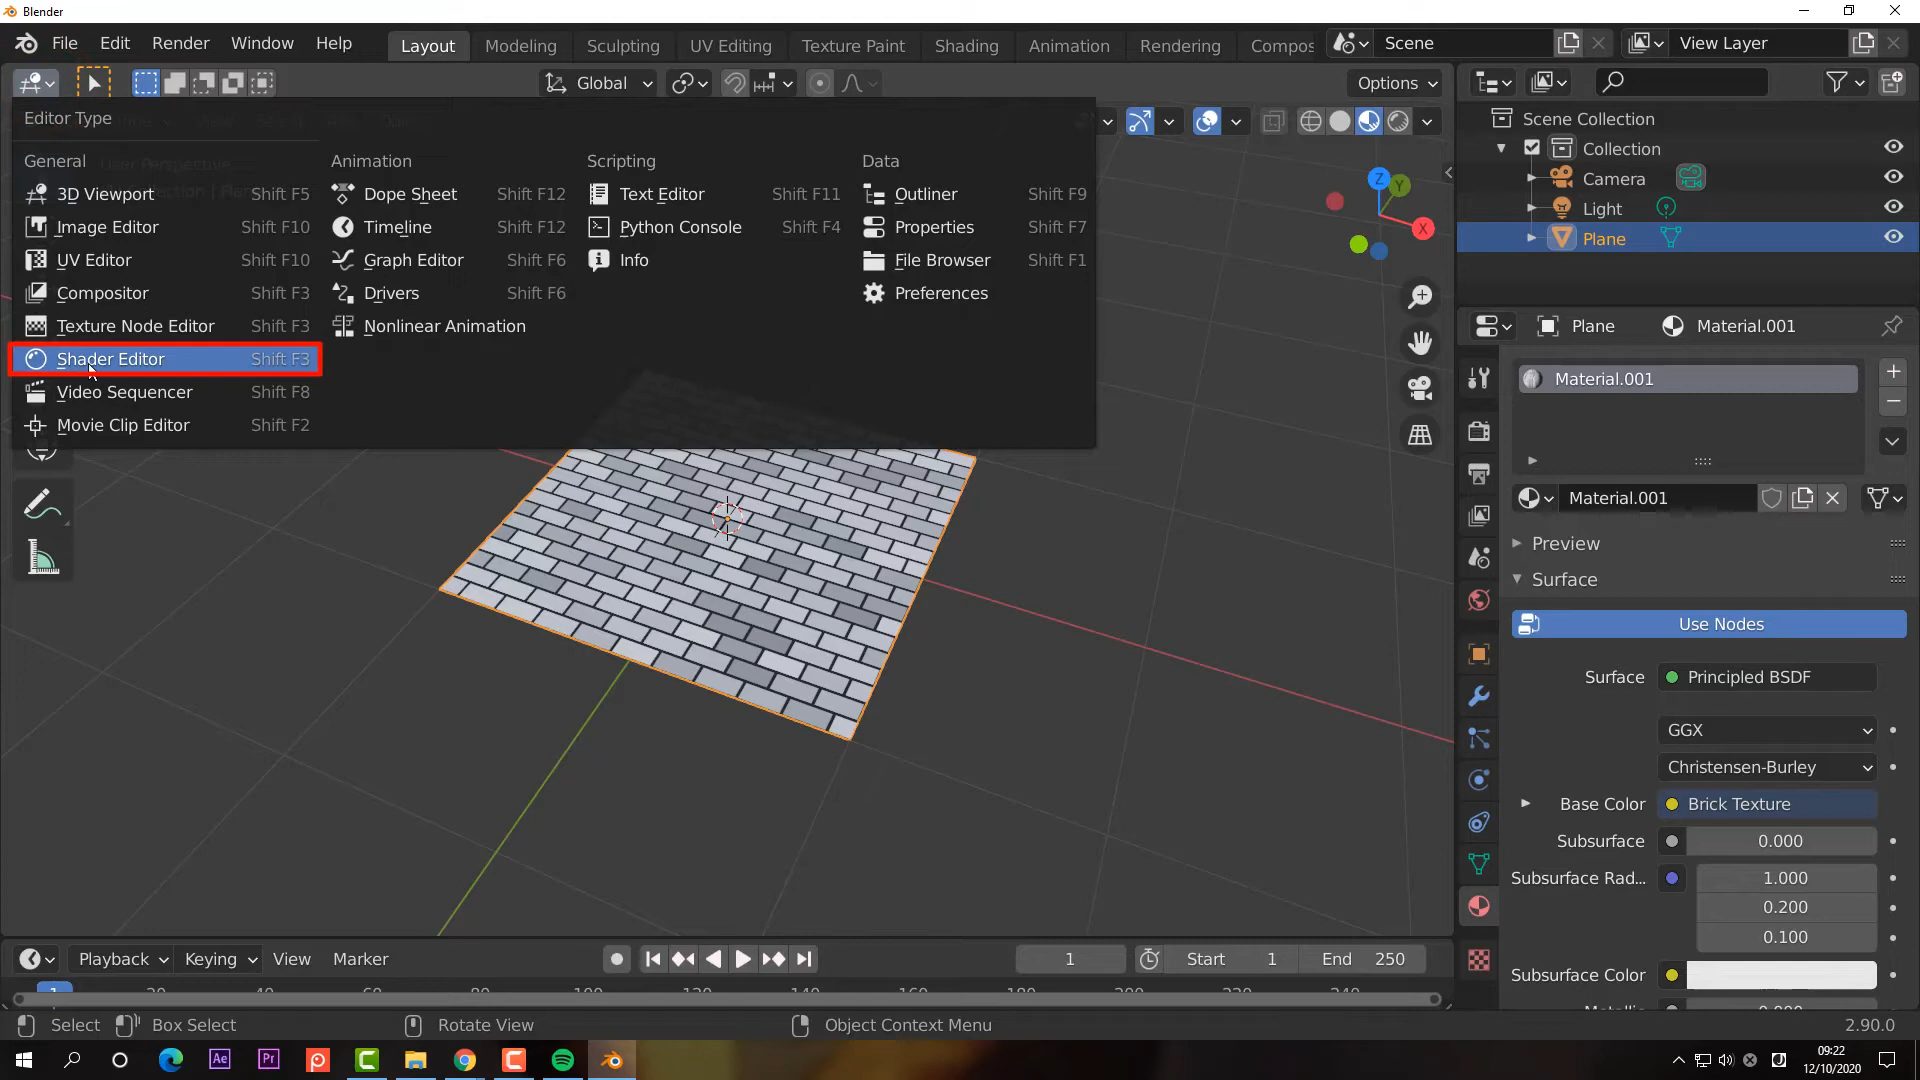 Blender
File Edit Render Window Help
Layout Modeling Sculpting UV Editing Texture Paint Shading Animation Rendering Compos
Scene
View Layer
Global
Options
Editor Type
General
3D Viewport Shift F5
Image Editor Shift F10
UV Editor Shift F10
Compositor Shift F3
Texture Node Editor Shift F3
Shader Editor Shift F3
Video Sequencer Shift F8
Movie Clip Editor Shift F2
Animation
Dope Sheet Shift F12
Timeline Shift F12
Graph Editor Shift F6
Drivers Shift F6
Nonlinear Animation
Scripting
Text Editor Shift F11
Python Console Shift F4
Info
Data
Outliner Shift F9
Properties Shift F7
File Browser Shift F1
Preferences
Z
Y
X
Scene Collection
Collection
Camera
Light
Plane
Plane Material.001
Material.001
Material.001
Preview
Surface
Use Nodes
Surface Principled BSDF
GGX
Christensen-Burley
Base Color Brick Texture
Subsurface 0.000
Subsurface Rad... 1.000
0.200
0.100
Subsurface Color
Metallic 0.000
Playback Keying View Marker
1
Start 1
End 250
1 20 40 60 80 100 120 140 160 180 200 220 240
Select Box Select Rotate View Object Context Menu
2.90.0
Ae Pr
09:22
12/10/2020